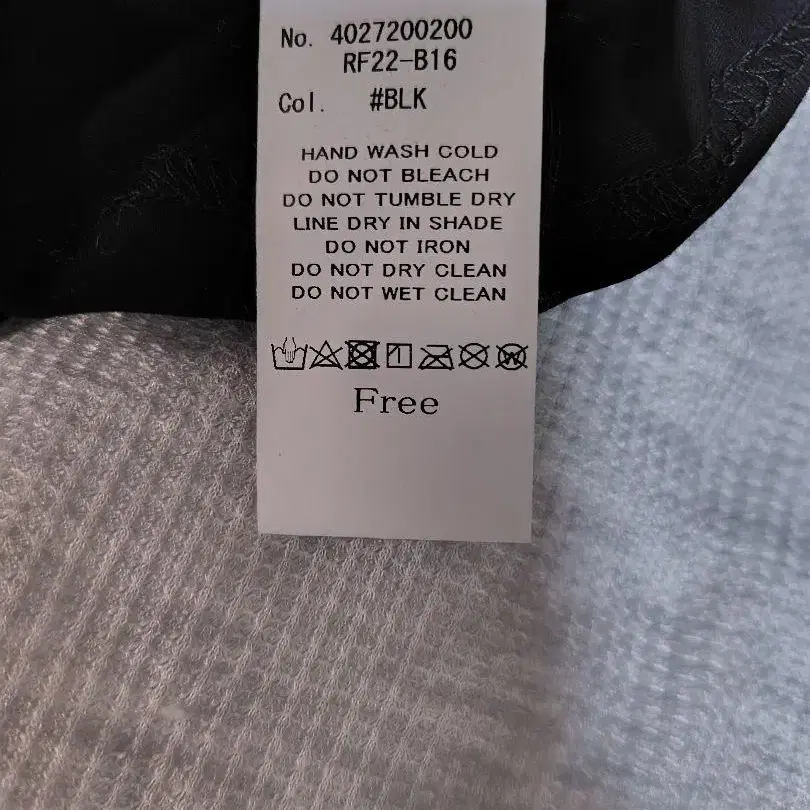 No. 4027200200
RF22-B16
Col. #BLK
HAND WASH COLD
DO NOT BLEACH
DO NOT TUMBLE DRY
LINE DRY IN SHADE
DO NOT IRON
DO NOT DRY CLEAN
DO NOT WET CLEAN
W
Free